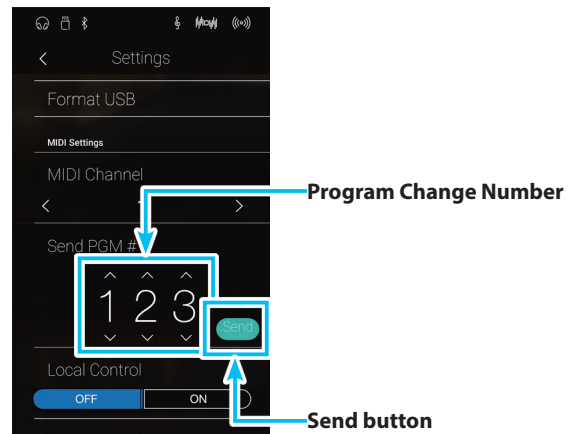 Settings
Format USB
MIDI Settings
MIDI Channel
Program Change Number
Send PGM #
1 2 3
Send
Local Control
OFF ON
Send button